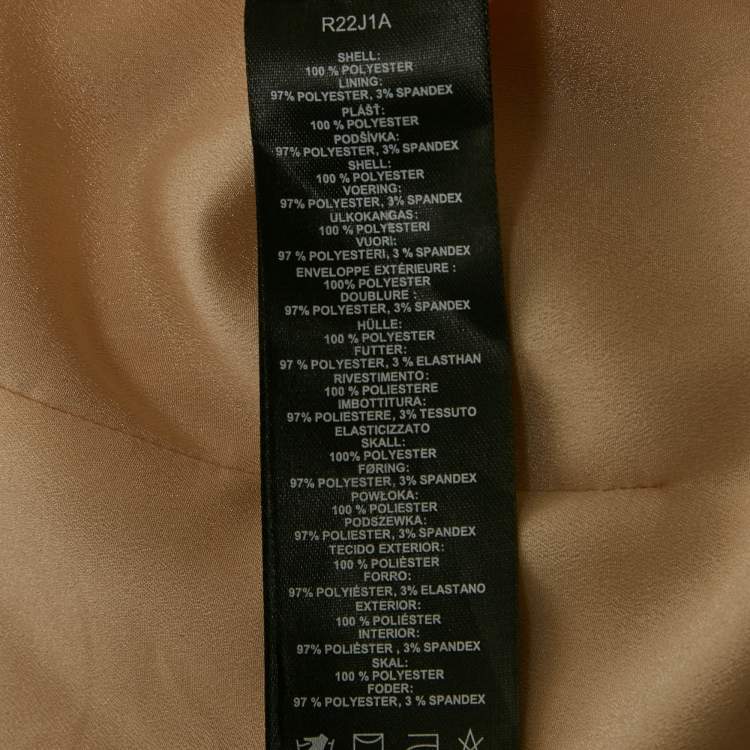 R22J1A
SHELL:
100 % POLYESTER
LINING:
97% POLYESTER, 3% SPANDEX
PLÁŠŤ:
100 % POLYESTER
PODŠÍVKA:
97% POLYESTER, 3% SPANDEX
SHELL:
100 % POLYESTER
VOERING:
97% POLYESTER, 3% SPANDEX
ULKOKANGAS:
100 % POLYESTERI
VUORI:
97 % POLYESTERI, 3 % SPANDEX
ENVELOPPE EXTÉRIEURE :
100% POLYESTER
DOUBLURE :
97% POLYESTER, 3% SPANDEX
HÜLLE:
100 % POLYESTER
FUTTER:
97 % POLYESTER, 3 % ELASTHAN
RIVESTIMENTO:
100 % POLIESTERE
IMBOTTITURA:
97% POLIESTERE, 3% TESSUTO
ELASTICIZZATO
SKALL:
100% POLYESTER
FØRING:
97% POLYESTER, 3% SPANDEX
POWŁOKA:
100 % POLIESTER
PODSZEWKA:
97% POLYESTER, 3% SPANDEX
TECIDO EXTERIOR:
100 % POLIÉSTER
FORRO:
97% POLYIÉSTER, 3% ELASTANO
EXTERIOR:
100 % POLIÉSTER
INTERIOR:
97% POLIÉSTER , 3% SPANDEX
SKAL:
100 % POLYESTER
FODER:
97 % POLYESTER, 3 % SPANDEX